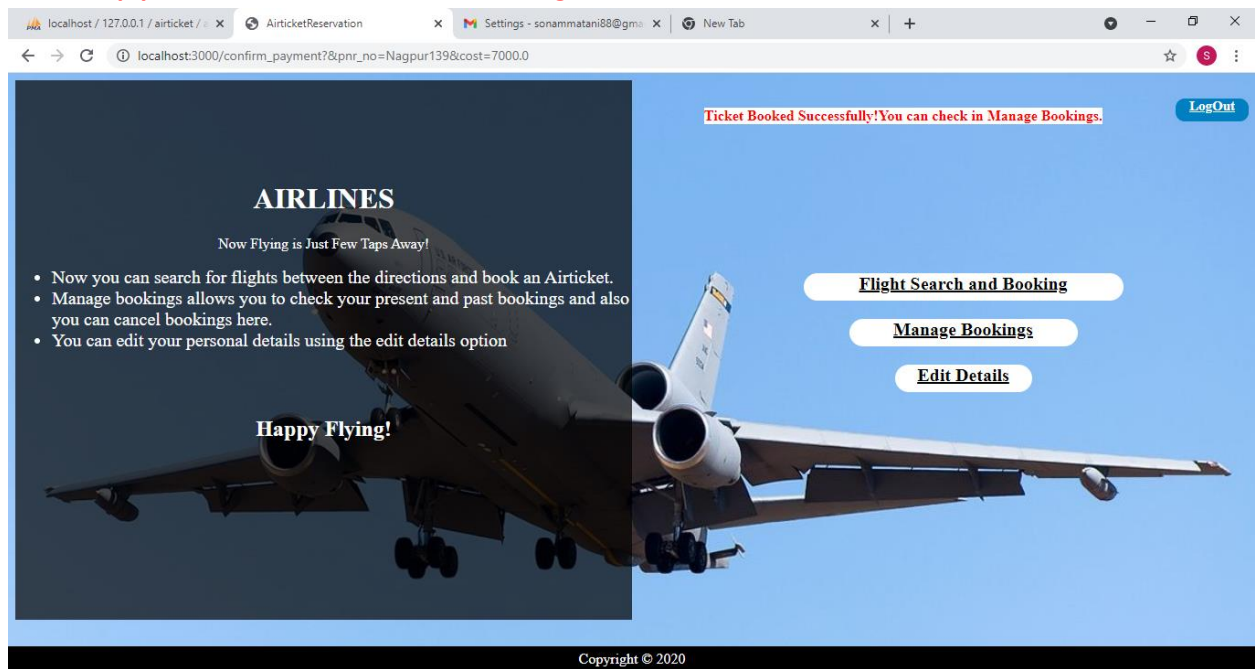 localhost / 127.0.0.1 / airticket /
AirticketReservation
Settings - sonammatani88@gma
New Tab
localhost:3000/confirm_payment?&pnr_no=Nagpur139&cost=7000.0
S
Ticket Booked Successfully!You can check in Manage Bookings.
LogOut
AIRLINES
Now Flying is Just Few Taps Away!
• Now you can search for flights between the directions and book an Airticket.
• Manage bookings allows you to check your present and past bookings and also
you can cancel bookings here.
• You can edit your personal details using the edit details option
Happy Flying!
Flight Search and Booking
Manage Bookings
Edit Details
Copyright © 2020